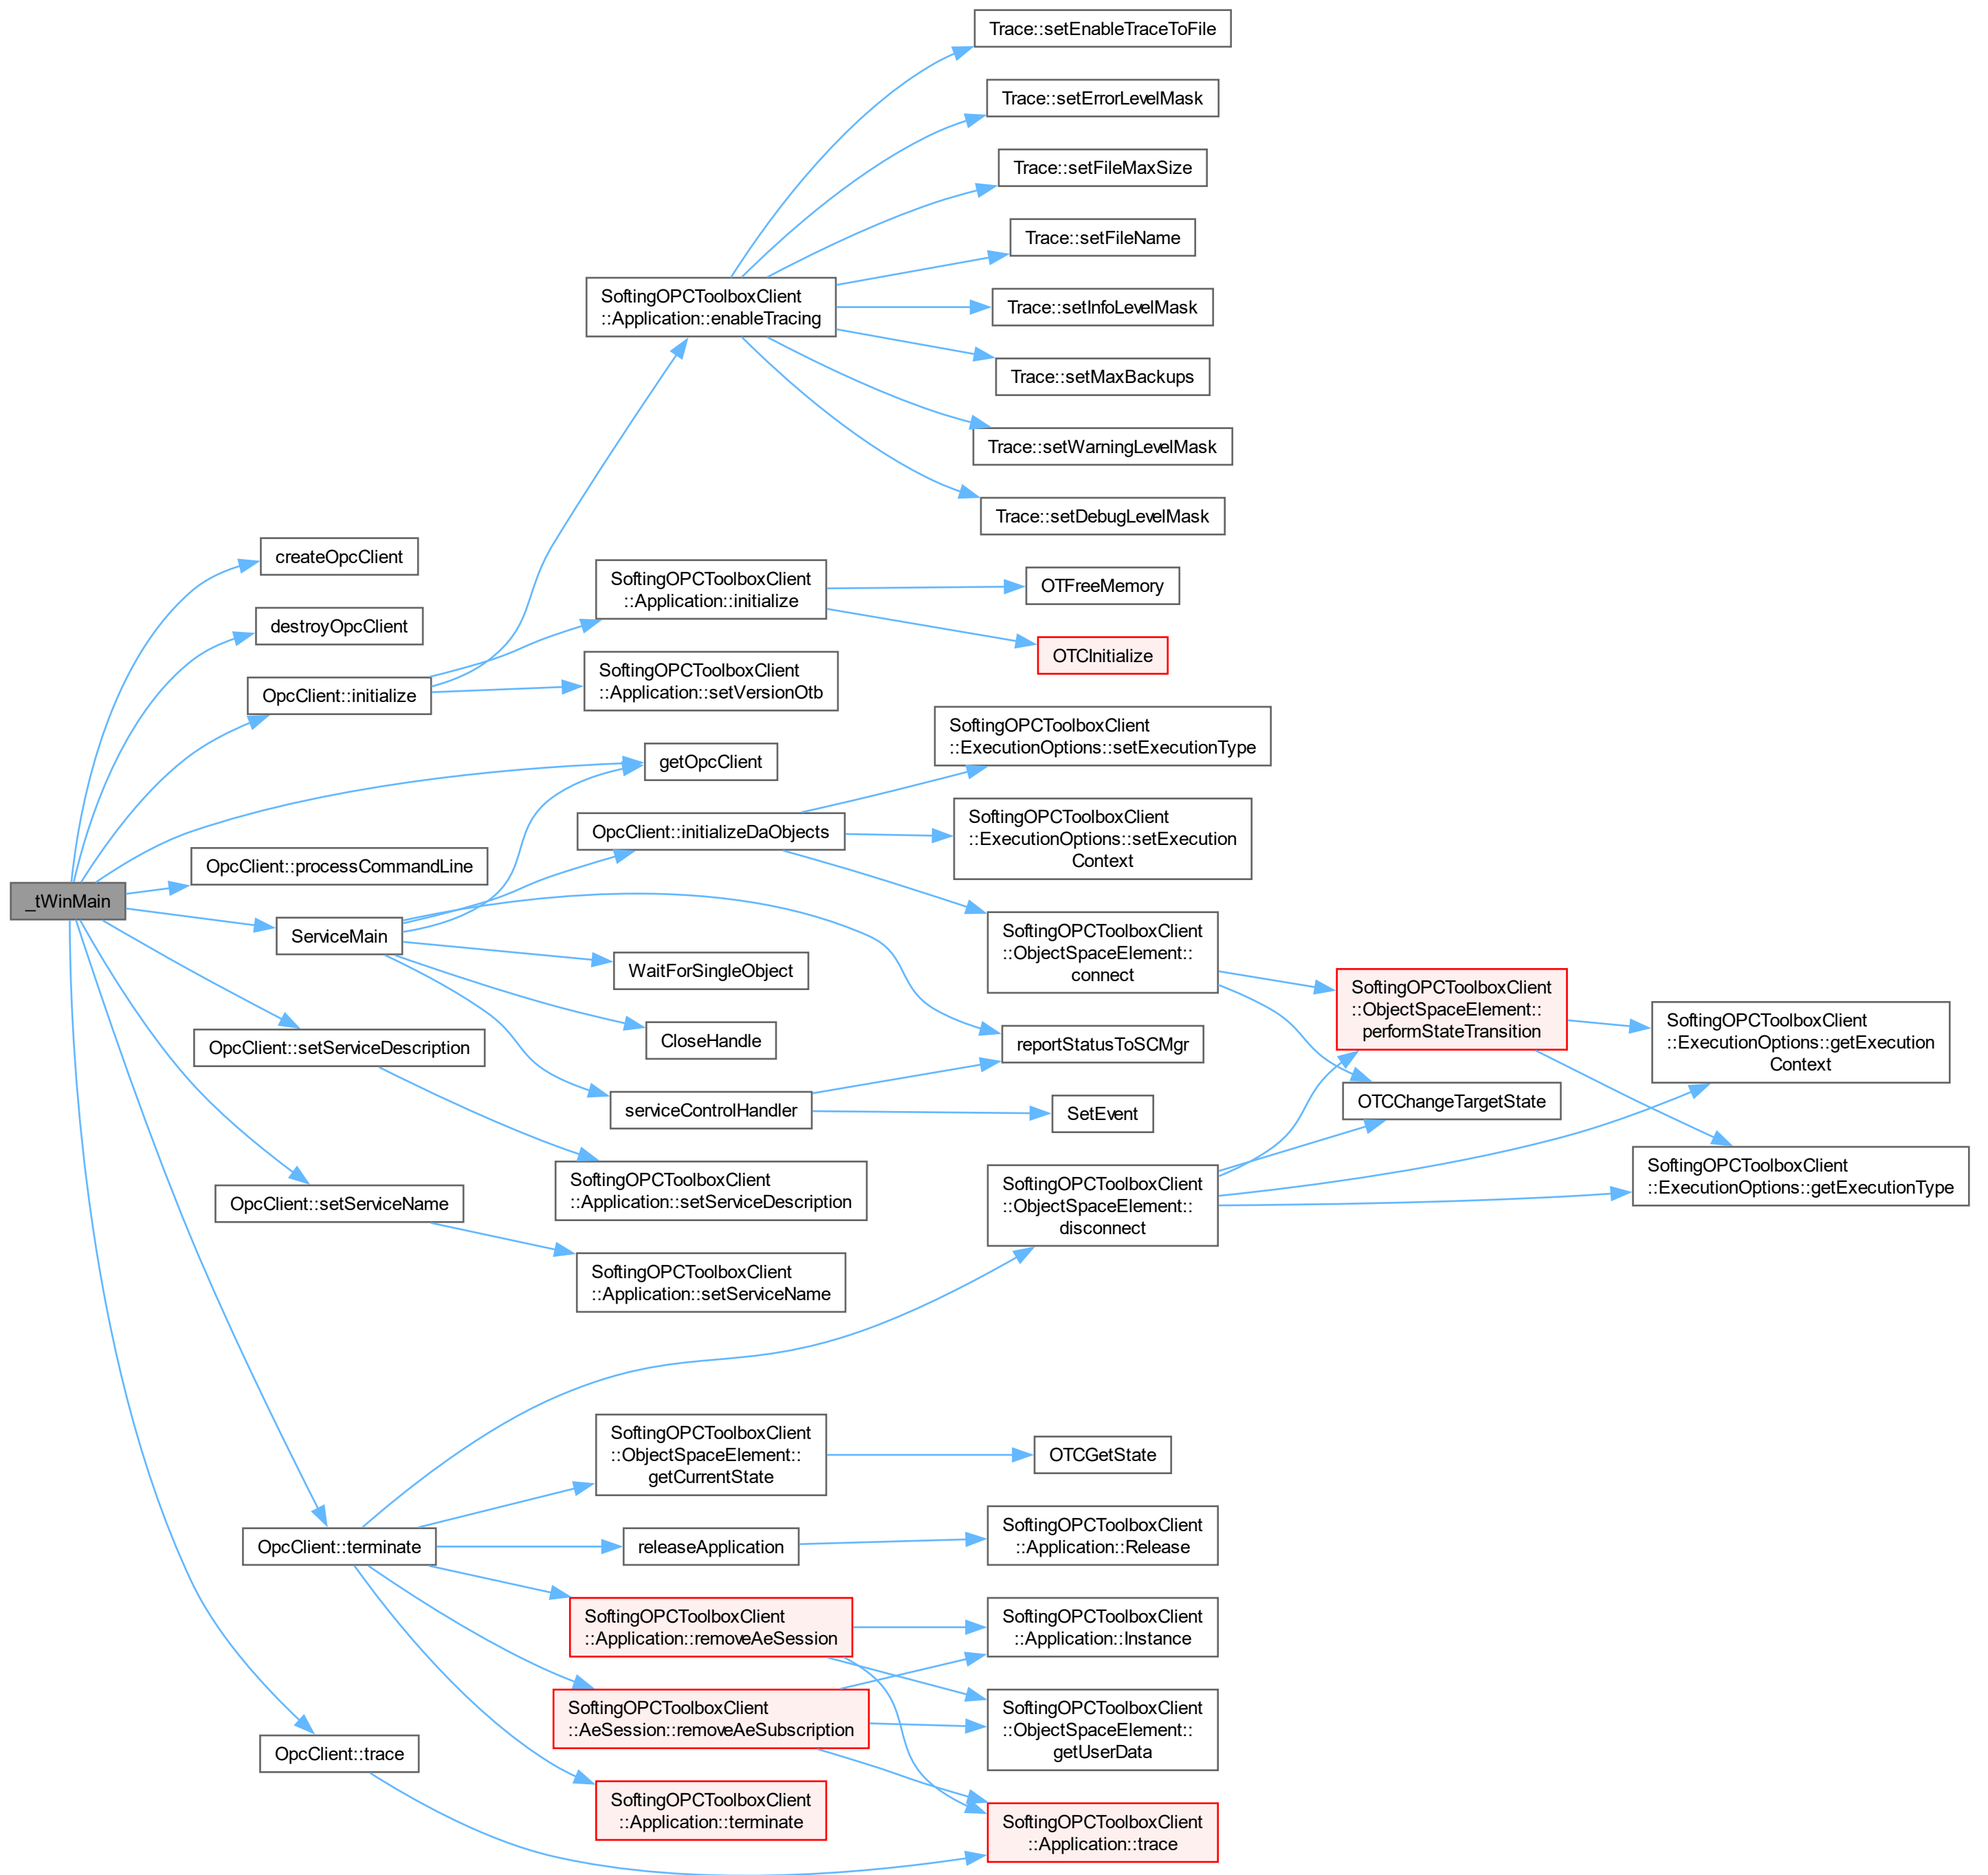 _tWinMain
createOpcClient
destroyOpcClient
OpcClient::initialize
OpcClient::processCommandLine
ServiceMain
OpcClient::setServiceDescription
OpcClient::setServiceName
OpcClient::terminate
OpcClient::trace
SoftingOPCToolboxClient
::Application::enableTracing
SoftingOPCToolboxClient
::Application::initialize
SoftingOPCToolboxClient
::Application::setVersionOtb
getOpcClient
OpcClient::initializeDaObjects
WaitForSingleObject
CloseHandle
serviceControlHandler
SoftingOPCToolboxClient
::Application::setServiceDescription
SoftingOPCToolboxClient
::Application::setServiceName
SoftingOPCToolboxClient
::ObjectSpaceElement::
getCurrentState
releaseApplication
SoftingOPCToolboxClient
::Application::removeAeSession
SoftingOPCToolboxClient
::AeSession::removeAeSubscription
SoftingOPCToolboxClient
::Application::terminate
Trace::setEnableTraceToFile
Trace::setErrorLevelMask
Trace::setFileMaxSize
Trace::setFileName
Trace::setInfoLevelMask
Trace::setMaxBackups
Trace::setWarningLevelMask
Trace::setDebugLevelMask
OTFreeMemory
OTCInitialize
SoftingOPCToolboxClient
::ExecutionOptions::setExecutionType
SoftingOPCToolboxClient
::ExecutionOptions::setExecution
Context
SoftingOPCToolboxClient
::ObjectSpaceElement::
connect
reportStatusToSCMgr
SetEvent
SoftingOPCToolboxClient
::ObjectSpaceElement::
disconnect
OTCGetState
SoftingOPCToolboxClient
::Application::Release
SoftingOPCToolboxClient
::Application::Instance
SoftingOPCToolboxClient
::ObjectSpaceElement::
getUserData
SoftingOPCToolboxClient
::Application::trace
SoftingOPCToolboxClient
::ObjectSpaceElement::
performStateTransition
OTCChangeTargetState
SoftingOPCToolboxClient
::ExecutionOptions::getExecution
Context
SoftingOPCToolboxClient
::ExecutionOptions::getExecutionType